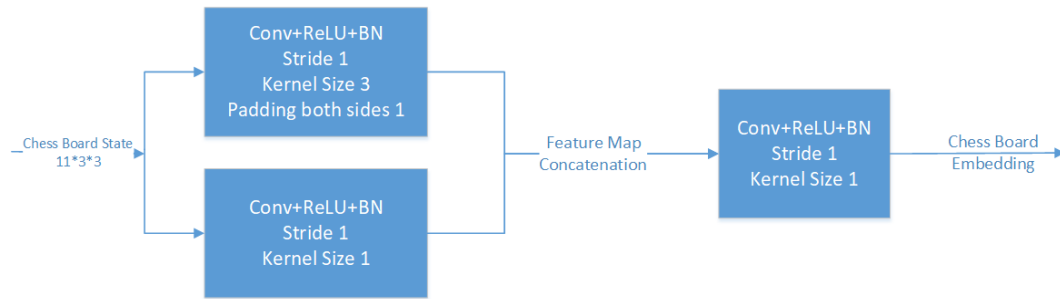 Chess Board State
11*3*3
Conv+ReLU+BN
Stride 1
Kernel Size 3
Padding both sides 1
Conv+ReLU+BN
Stride 1
Kernel Size 1
Feature Map
Concatenation
Conv+ReLU+BN
Stride 1
Kernel Size 1
Chess Board
Embedding